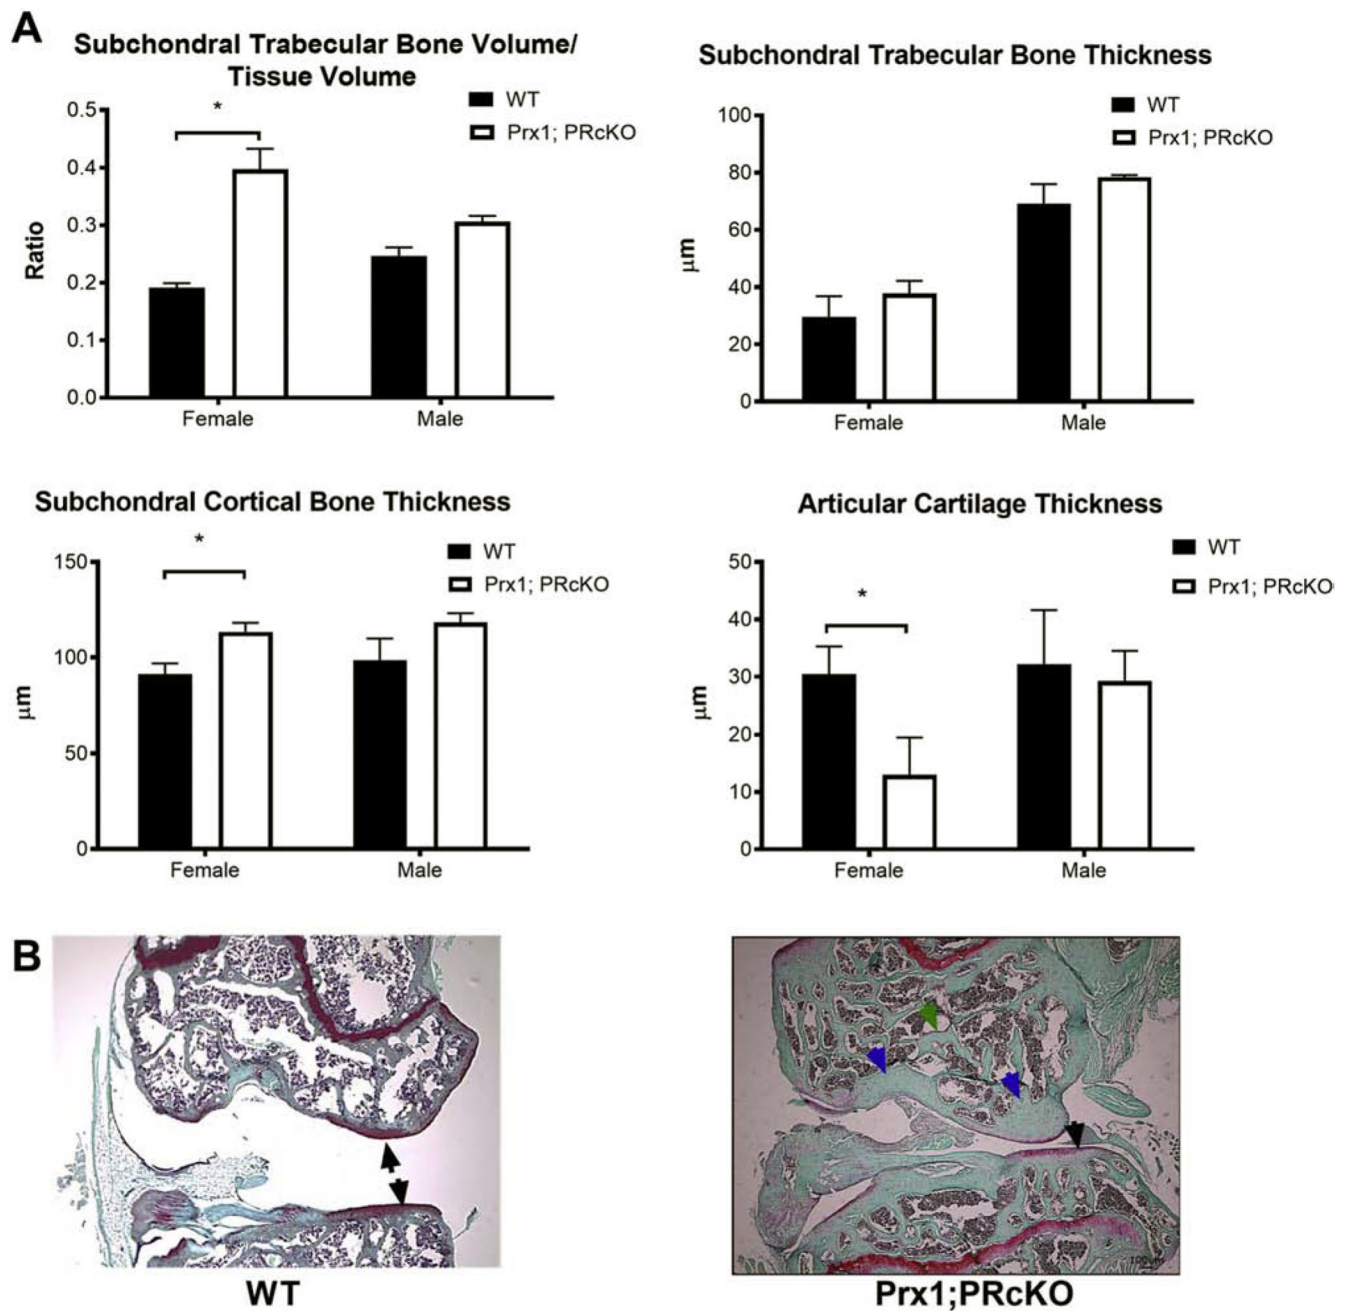 A
Subchondral Trabecular Bone Volume/
Tissue Volume
WT
Prx1; PRcKO
*
0.5
0.4
0.3
0.2
0.1
0.0
Ratio
Female
Male
Subchondral Trabecular Bone Thickness
WT
Prx1; PRcKO
100
80
60
40
20
0
μm
Female
Male
Subchondral Cortical Bone Thickness
WT
Prx1; PRcKO
*
150
100
50
0
μm
Female
Male
Articular Cartilage Thickness
WT
Prx1; PRcKO
*
50
40
30
20
10
0
μm
Female
Male
B
WT
Prx1;PRcKO